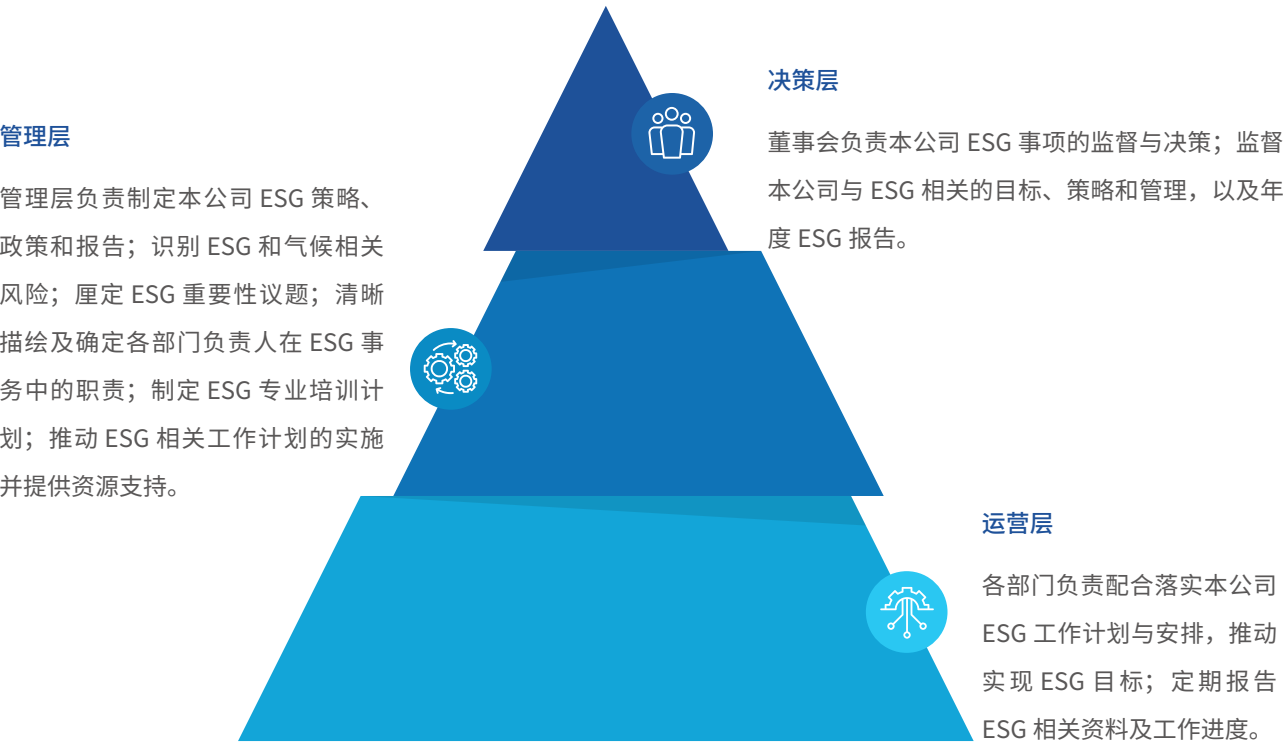 决策层
董事会负责本公司 ESG 事项的监督与决策；监督
本公司与 ESG 相关的目标、策略和管理，以及年
度 ESG 报告。
管理层
管理层负责制定本公司 ESG 策略、
政策和报告；识别 ESG 和气候相关
风险；厘定 ESG 重要性议题；清晰
描绘及确定各部门负责人在 ESG 事
务中的职责；制定 ESG 专业培训计
划；推动 ESG 相关工作计划的实施
并提供资源支持。
运营层
各部门负责配合落实本公司
ESG 工作计划与安排，推动
实现 ESG 目标；定期报告
ESG 相关资料及工作进度。